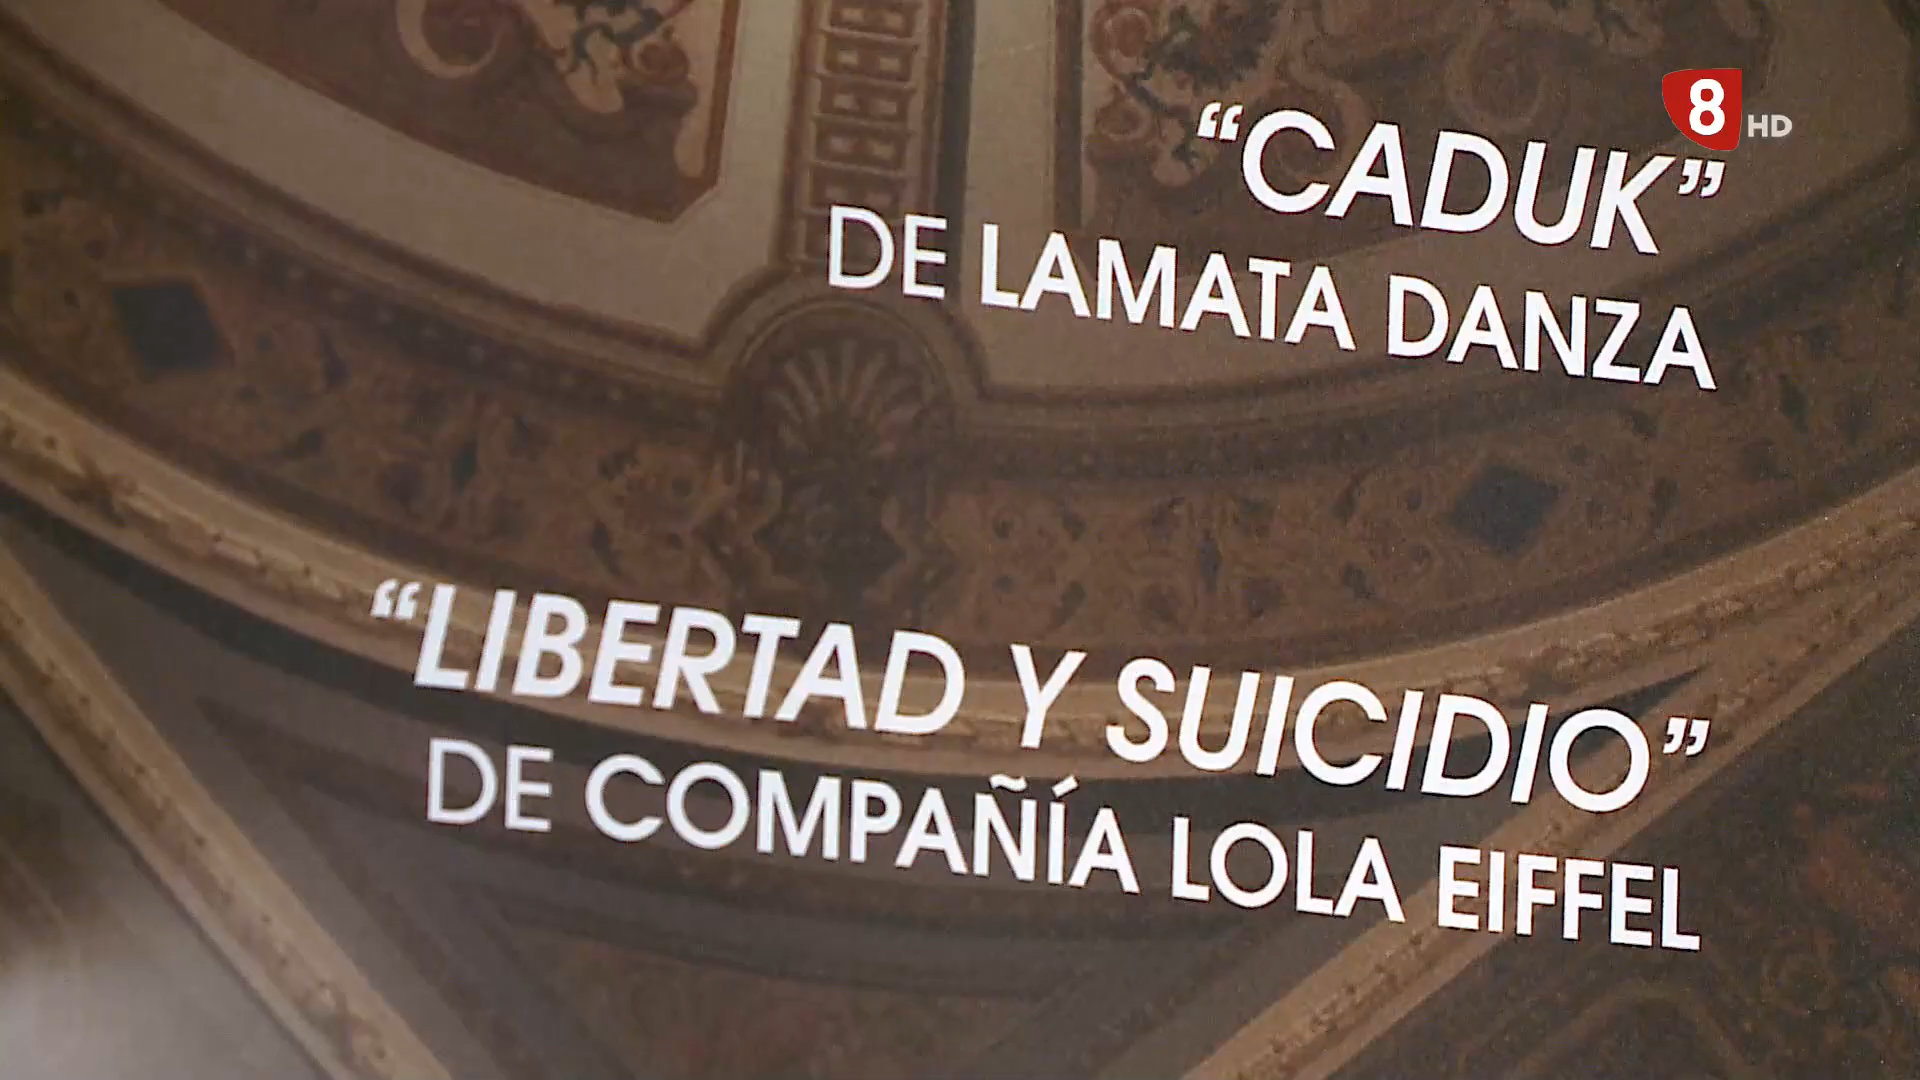 8 HD
“CADUK”
DE LAMATA DANZA
“LIBERTAD Y SUICIDIO”
DE COMPAÑÍA LOLA EIFFEL